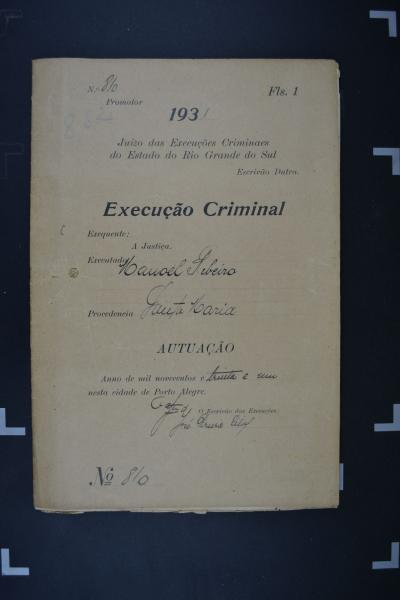 N.º 810 Fls. 1
Promotor
1931
Juizo das Execuções Criminaes
do Estado do Rio Grande do Sul
Escrivão Dutra.
Execução Criminal
Exequente:
A Justiça.
Executado Manoel Ribeiro
Procedencia Santa Maria
AUTUAÇÃO
Anno de mil novecentos e trinta e um
nesta cidade de Porto Alegre.
O Escrivão das Execuções
Nº 810